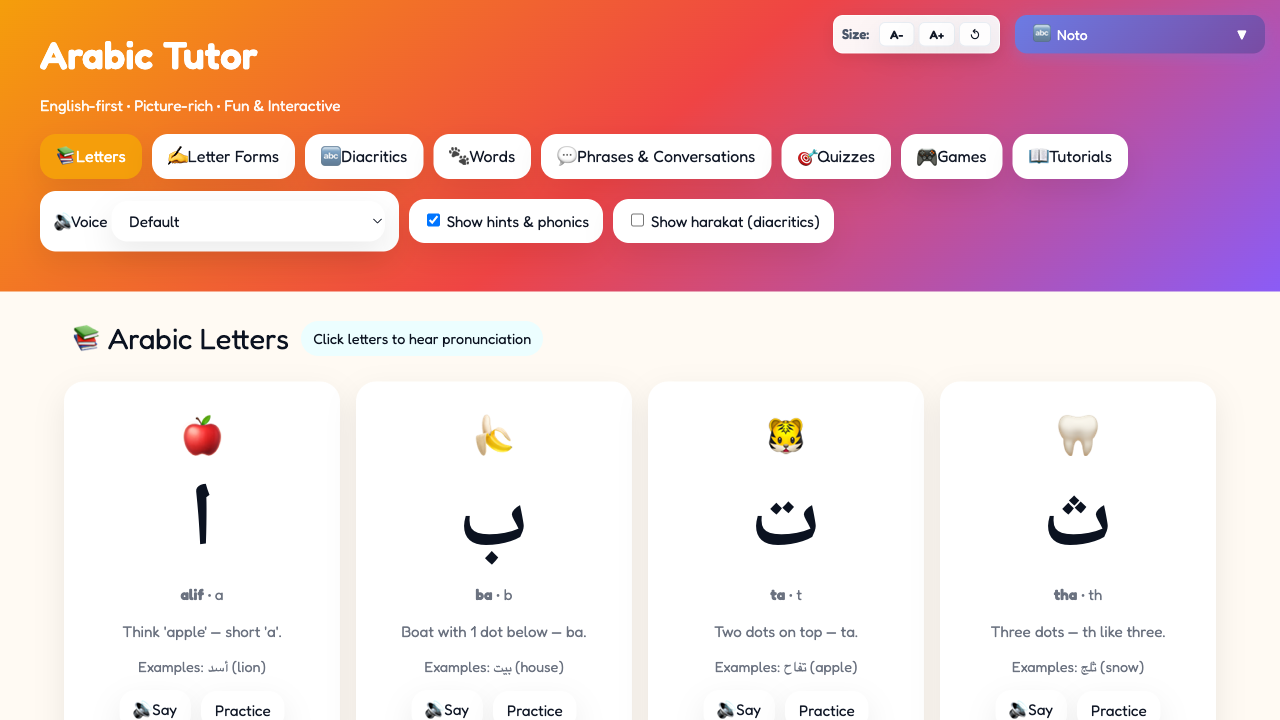 Size: A- A+ ↺
🔤 Noto ▼
Arabic Tutor
English-first • Picture-rich • Fun & Interactive
📚Letters ✍️Letter Forms 🔤Diacritics 🐾Words 💬Phrases & Conversations 🎯Quizzes 🎮Games 📖Tutorials
🔊Voice Default Show hints & phonics Show harakat (diacritics)
📚 Arabic Letters Click letters to hear pronunciation
ا ب ت ث
alif • a ba • b ta • t tha • th
Think 'apple' — short 'a'. Boat with 1 dot below — ba. Two dots on top — ta. Three dots — th like three.
Examples: أسد (lion) Examples: بيت (house) Examples: تفاح (apple) Examples: ثلج (snow)
🔊Say Practice 🔊Say Practice 🔊Say Practice 🔊Say Practice